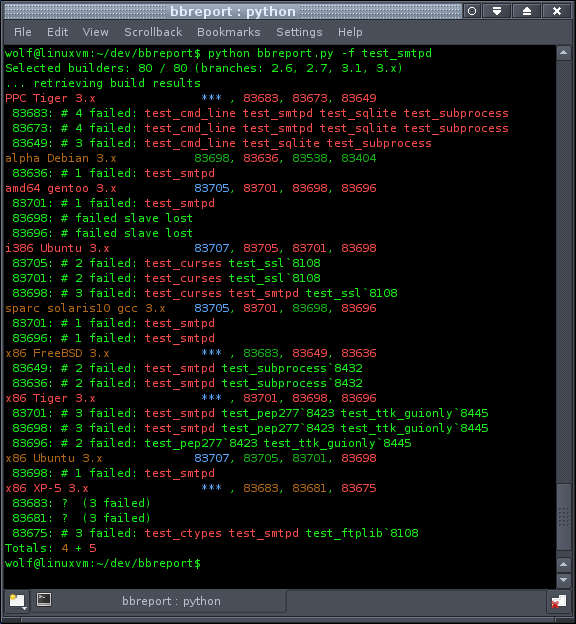 bbreport : python
File Edit View Scrollback Bookmarks Settings Help
wolf@linuxvm:~/dev/bbreport$ python bbreport.py -f test_smtpd
Selected builders: 80 / 80 (branches: 2.6, 2.7, 3.1, 3.x)
... retrieving build results
PPC Tiger 3.x *** , 83683, 83673, 83649
83683: # 4 failed: test_cmd_line test_smtpd test_sqlite test_subprocess
83673: # 4 failed: test_cmd_line test_smtpd test_sqlite test_subprocess
83649: # 3 failed: test_cmd_line test_sqlite test_subprocess
alpha Debian 3.x 83698, 83636, 83538, 83404
83636: # 1 failed: test_smtpd
amd64 gentoo 3.x 83705, 83701, 83698, 83696
83701: # 1 failed: test_smtpd
83698: # failed slave lost
83696: # failed slave lost
i386 Ubuntu 3.x 83707, 83705, 83701, 83698
83705: # 2 failed: test_curses test_ssl`8108
83701: # 2 failed: test_curses test_ssl`8108
83698: # 3 failed: test_curses test_smtpd test_ssl`8108
sparc solaris10 gcc 3.x 83705, 83701, 83698, 83696
83701: # 1 failed: test_smtpd
83696: # 1 failed: test_smtpd
x86 FreeBSD 3.x *** , 83683, 83649, 83636
83649: # 2 failed: test_smtpd test_subprocess`8432
83636: # 2 failed: test_smtpd test_subprocess`8432
x86 Tiger 3.x *** , 83701, 83698, 83696
83701: # 3 failed: test_smtpd test_pep277`8423 test_ttk_guionly`8445
83698: # 3 failed: test_smtpd test_pep277`8423 test_ttk_guionly`8445
83696: # 2 failed: test_pep277`8423 test_ttk_guionly`8445
x86 Ubuntu 3.x 83707, 83705, 83701, 83698
83698: # 1 failed: test_smtpd
x86 XP-5 3.x *** , 83683, 83681, 83675
83683: ? (3 failed)
83681: ? (3 failed)
83675: # 3 failed: test_ctypes test_smtpd test_ftplib`8108
Totals: 4 + 5
wolf@linuxvm:~/dev/bbreport$
bbreport : python